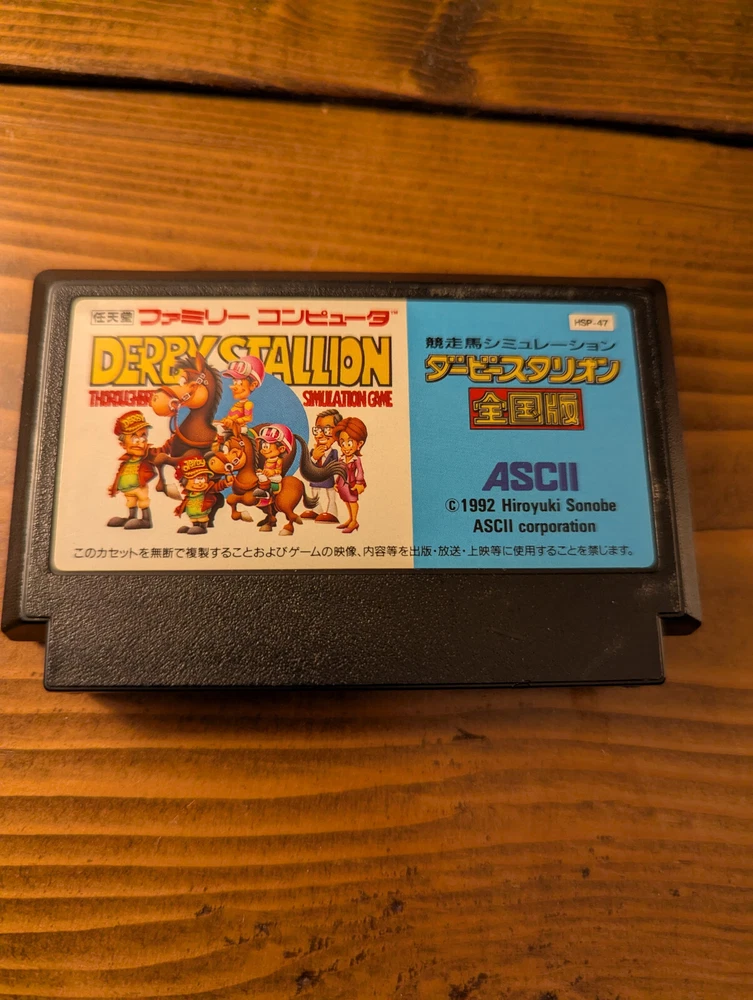 任天堂 ファミリー コンピュータ™
DERBY STALLION
THOROUGHBR
SIMULATION GAME
HSP-47
競走馬シミュレーション
ダービースタリオン
全国版
ASCII
©1992 Hiroyuki Sonobe
ASCII corporation
このカセットを無断で複製することおよびゲームの映像、内容等を出版・放送・上映等に使用することを禁じます。